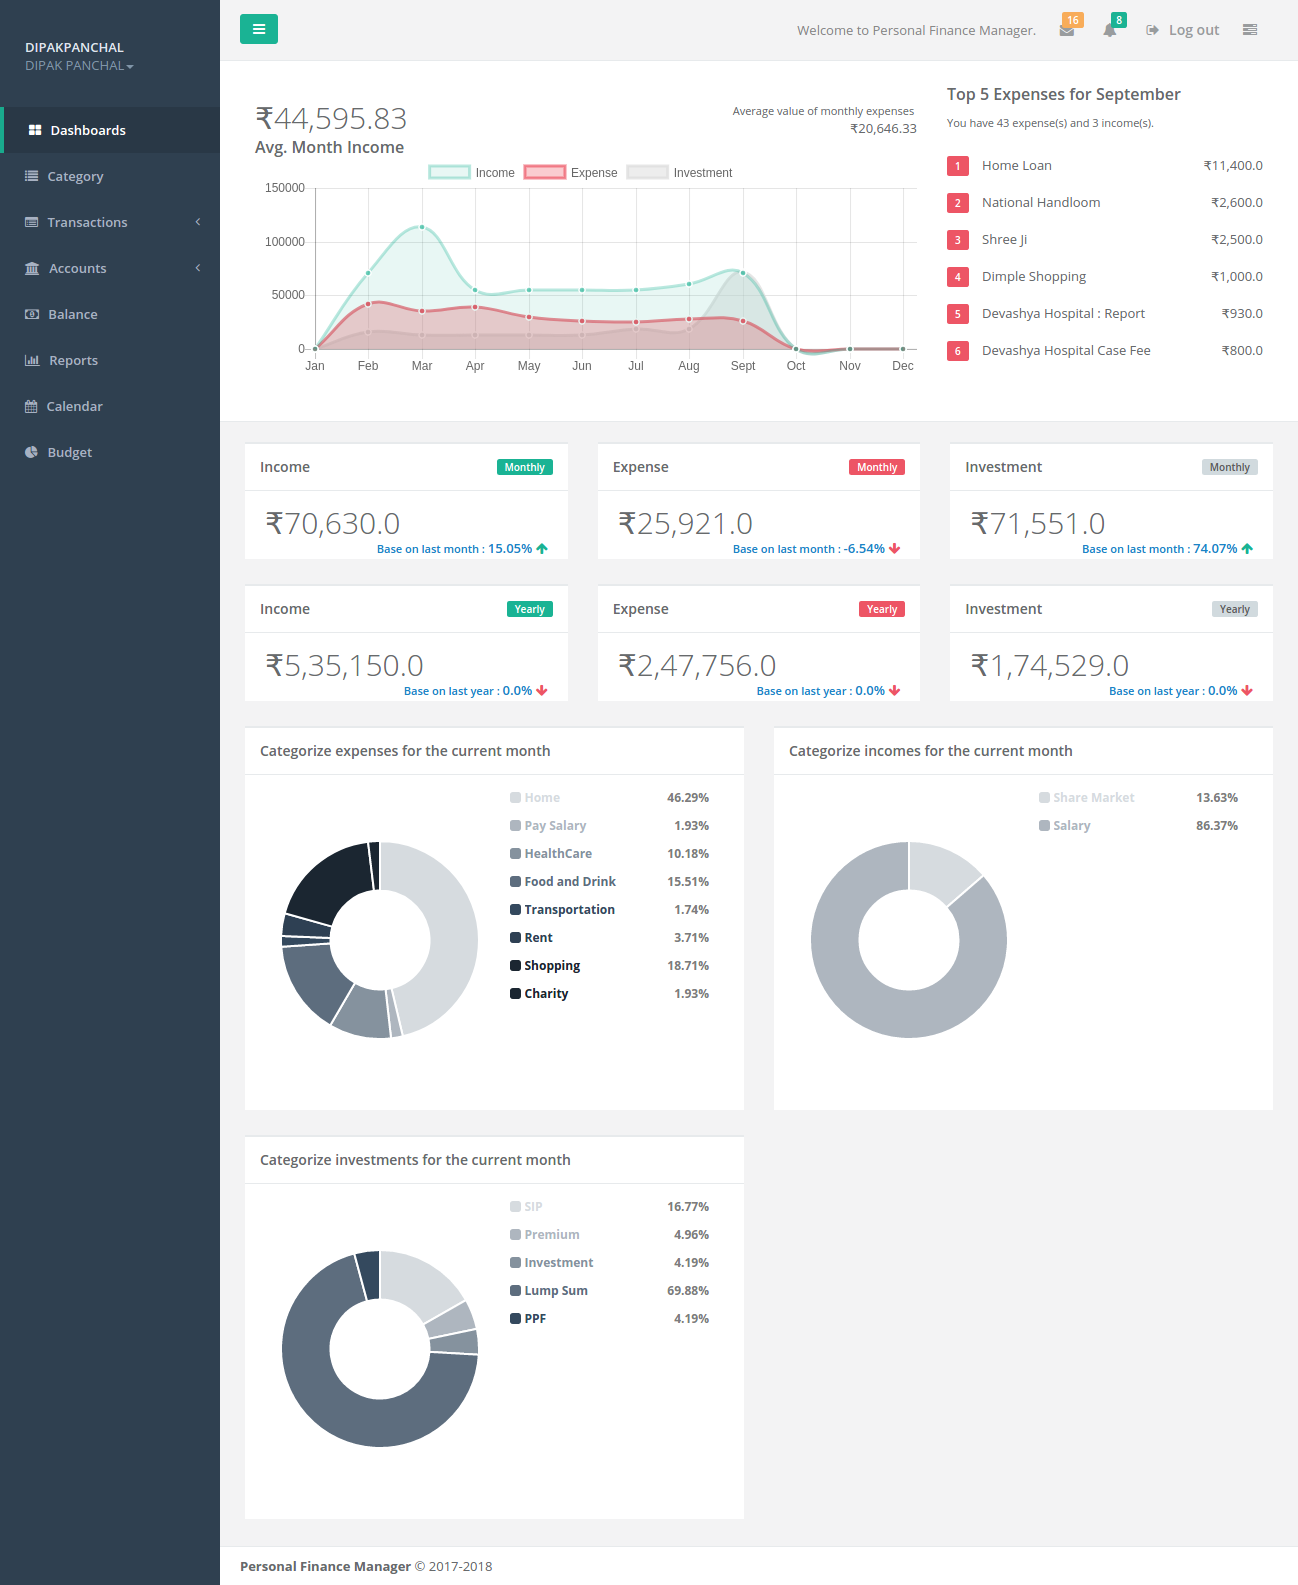 DIPAKPANCHAL
DIPAK PANCHAL
Dashboards
Category
Transactions
Accounts
Balance
Reports
Calendar
Budget
Welcome to Personal Finance Manager.
16
8
Log out
₹44,595.83
Avg. Month Income
Average value of monthly expenses
₹20,646.33
Income
Expense
Investment
150000
100000
50000
0
Jan Feb Mar Apr May Jun Jul Aug Sept Oct Nov Dec
Top 5 Expenses for September
You have 43 expense(s) and 3 income(s).
1 Home Loan ₹11,400.0
2 National Handloom ₹2,600.0
3 Shree Ji ₹2,500.0
4 Dimple Shopping ₹1,000.0
5 Devashya Hospital : Report ₹930.0
6 Devashya Hospital Case Fee ₹800.0
Income Monthly
₹70,630.0
Base on last month : 15.05%
Expense Monthly
₹25,921.0
Base on last month : -6.54%
Investment Monthly
₹71,551.0
Base on last month : 74.07%
Income Yearly
₹5,35,150.0
Base on last year : 0.0%
Expense Yearly
₹2,47,756.0
Base on last year : 0.0%
Investment Yearly
₹1,74,529.0
Base on last year : 0.0%
Categorize expenses for the current month
Home 46.29%
Pay Salary 1.93%
HealthCare 10.18%
Food and Drink 15.51%
Transportation 1.74%
Rent 3.71%
Shopping 18.71%
Charity 1.93%
Categorize incomes for the current month
Share Market 13.63%
Salary 86.37%
Categorize investments for the current month
SIP 16.77%
Premium 4.96%
Investment 4.19%
Lump Sum 69.88%
PPF 4.19%
Personal Finance Manager © 2017-2018